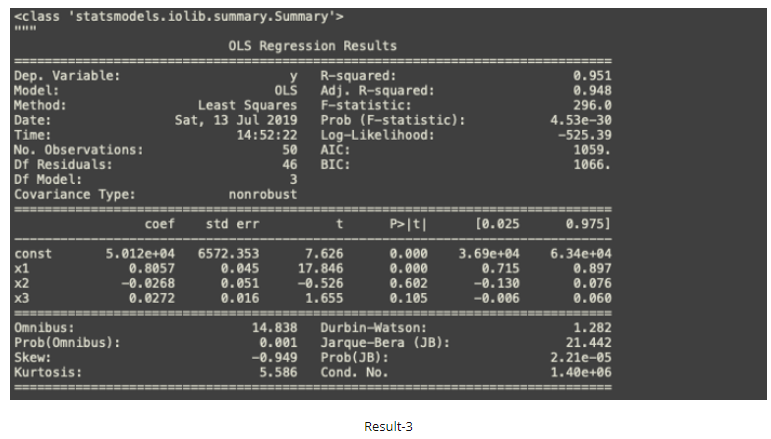 <class 'statsmodels.iolib.summary.Summary'>
"""
OLS Regression Results
==============================================================================
Dep. Variable: y R-squared: 0.951
Model: OLS Adj. R-squared: 0.948
Method: Least Squares F-statistic: 296.0
Date: Sat, 13 Jul 2019 Prob (F-statistic): 4.53e-30
Time: 14:52:22 Log-Likelihood: -525.39
No. Observations: 50 AIC: 1059.
Df Residuals: 46 BIC: 1066.
Df Model: 3
Covariance Type: nonrobust
==============================================================================
coef std err t P>|t| [0.025 0.975]
------------------------------------------------------------------------------
const 5.012e+04 6572.353 7.626 0.000 3.69e+04 6.34e+04
x1 0.8057 0.045 17.846 0.000 0.715 0.897
x2 -0.0268 0.051 -0.526 0.602 -0.130 0.076
x3 0.0272 0.016 1.655 0.105 -0.006 0.060
==============================================================================
Omnibus: 14.838 Durbin-Watson: 1.282
Prob(Omnibus): 0.001 Jarque-Bera (JB): 21.442
Skew: -0.949 Prob(JB): 2.21e-05
Kurtosis: 5.586 Cond. No. 1.40e+06
==============================================================================
Result-3